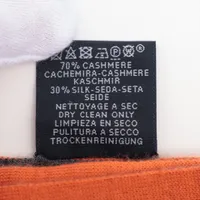 P W
70% CASHMERE
CACHEMIRA-CASHMERE
KASCHMIR
30% SILK-SEDA-SETA
SEIDE
NETTOYAGE A SEC
DRY CLEAN ONLY
LIMPIEZA EN SECO
PULITURA A SECCO
TROCKENREINIGUNG